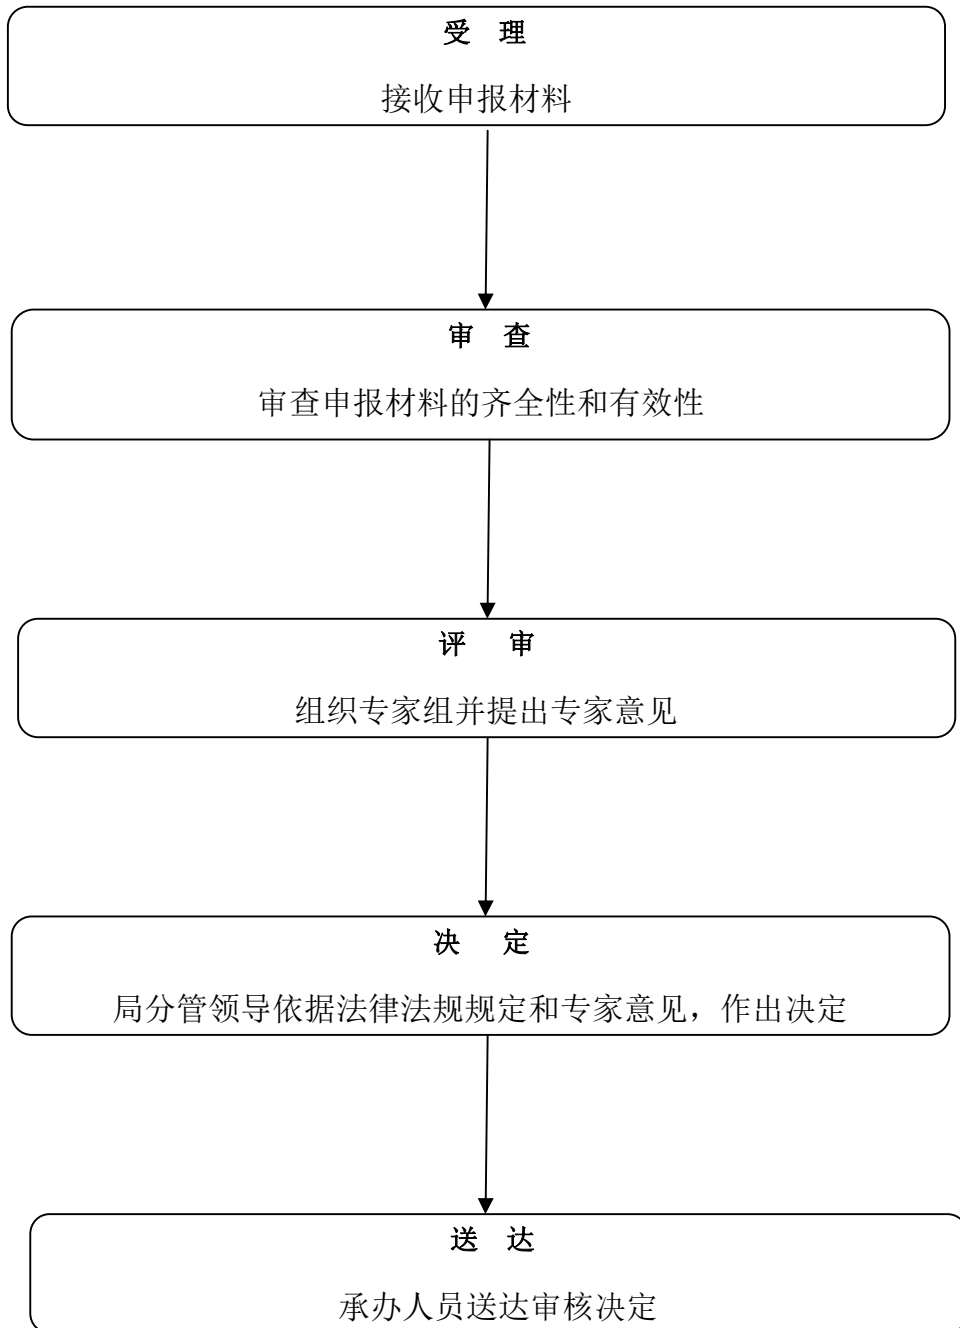 受 理
接收申报材料
审 查
审查申报材料的齐全性和有效性
评 审
组织专家组并提出专家意见
决 定
局分管领导依据法律法规规定和专家意见，作出决定
送 达
承办人员送达审核决定